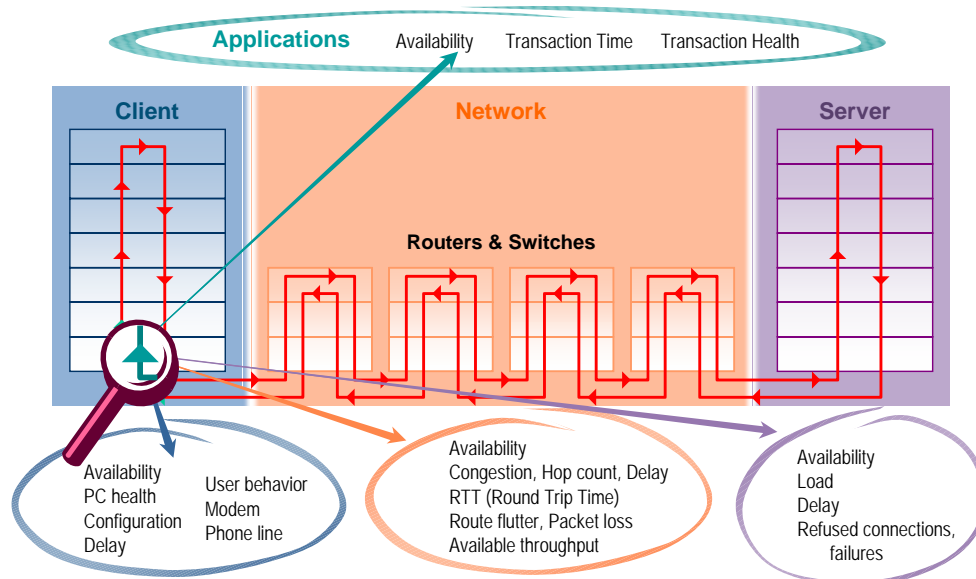 Applications Availability Transaction Time Transaction Health
Client
Network
Server
Routers & Switches
Availability
PC health
Configuration
Delay
User behavior
Modem
Phone line
Availability
Congestion, Hop count, Delay
RTT (Round Trip Time)
Route flutter, Packet loss
Available throughput
Availability
Load
Delay
Refused connections,
failures